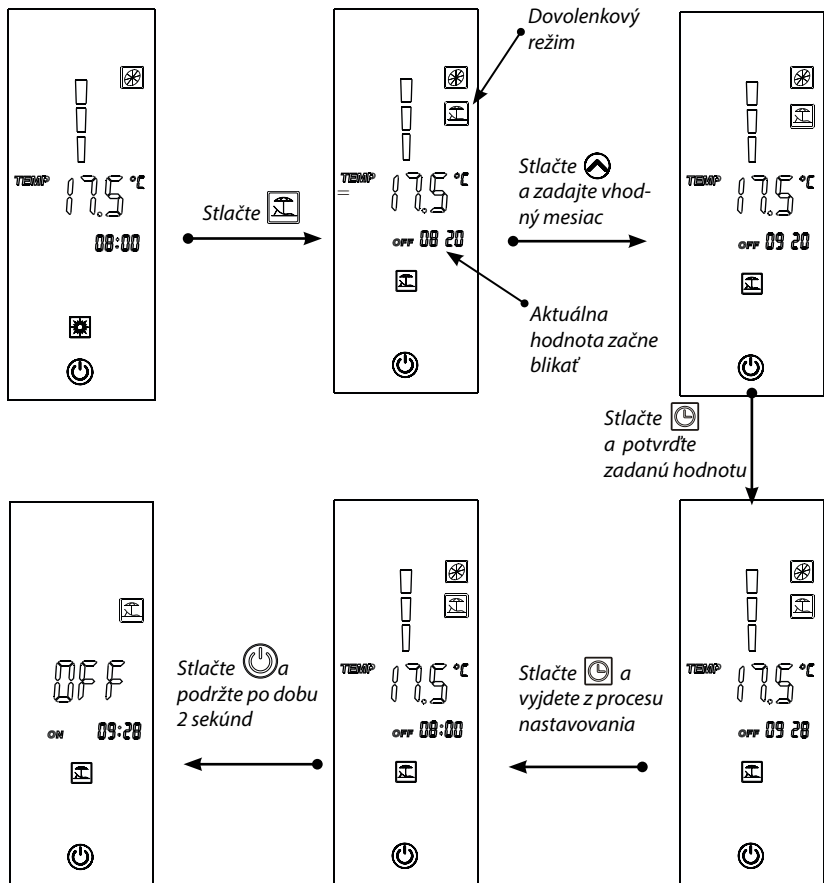 Dovolenkový
režim
TEMP 17.5 °C
08:00
Stlačte
TEMP 17.5 °C
OFF 08 20
Stlačte
a zadajte vhod-
ný mesiac
TEMP 17.5 °C
OFF 09 20
Aktuálna
hodnota začne
blikať
Stlačte
a potvrďte
zadanú hodnotu
TEMP 17.5 °C
OFF 09 28
Stlačte a
vyjdete z procesu
nastavovania
TEMP 17.5 °C
OFF 08:00
Stlačte a
podržte po dobu
2 sekúnd
OFF
ON 09:28